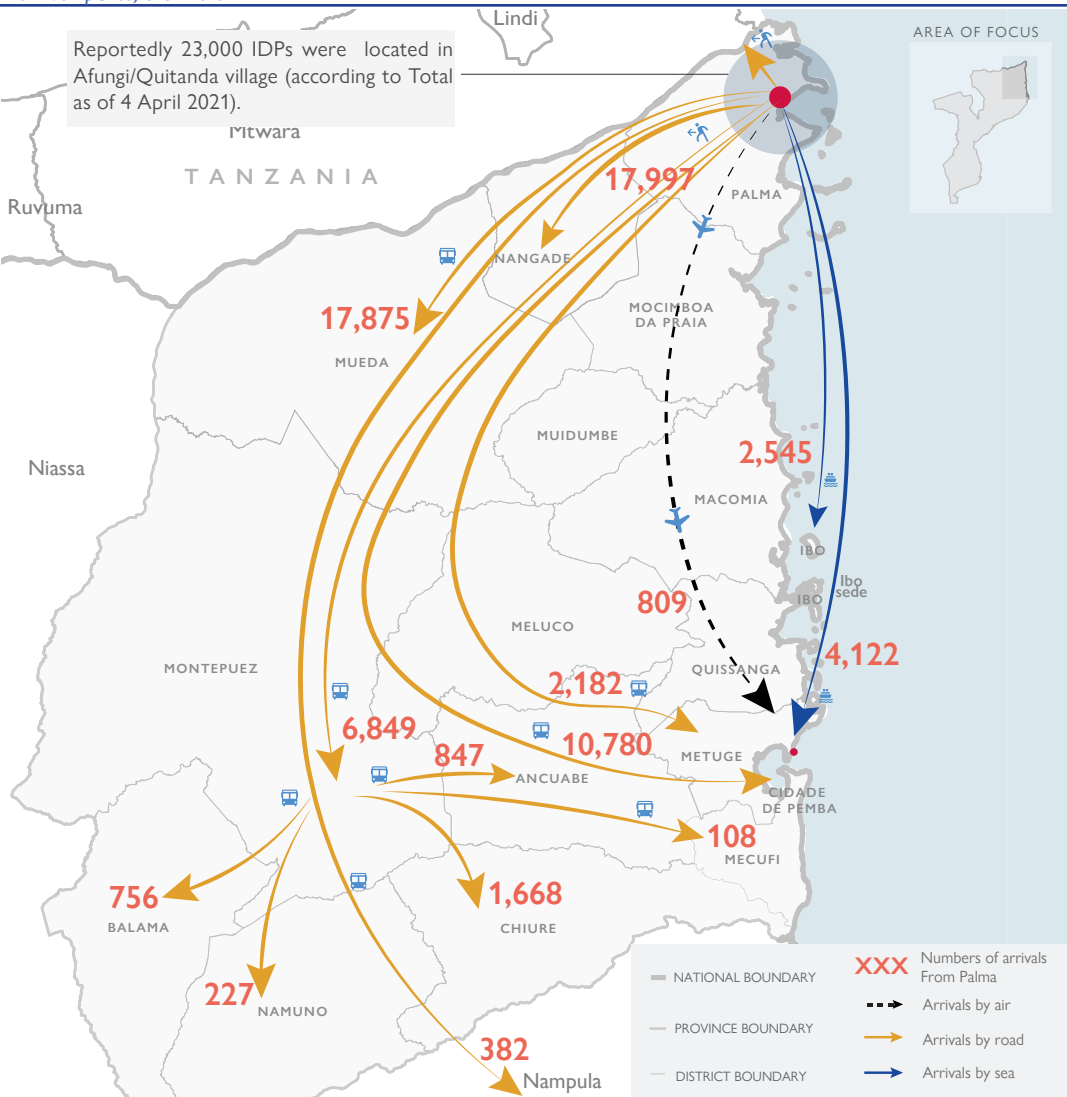 Lindi
AREA OF FOCUS
Reportedly 23,000 IDPs were located in
Afungi/Quitanda village (according to Total
as of 4 April 2021).
Mtwara
TANZANIA
Ruvuma
17,997
PALMA
NANGADE
17,875
MOCIMBOA
DA PRAIA
MUEDA
MUIDUMBE
2,545
Niassa
MACOMIA
IBO
Ibo
sede
IBO
809
MELUCO
4,122
MONTEPUEZ
QUISSANGA
2,182
6,849
10,780
847
METUGE
ANCUABE
CIDADE
DE PEMBA
108
MECUFI
756
1,668
BALAMA
CHIURE
227
NAMUNO
382
Nampula
NATIONAL BOUNDARY
PROVINCE BOUNDARY
DISTRICT BOUNDARY
XXX
Numbers of arrivals
From Palma
Arrivals by air
Arrivals by road
Arrivals by sea